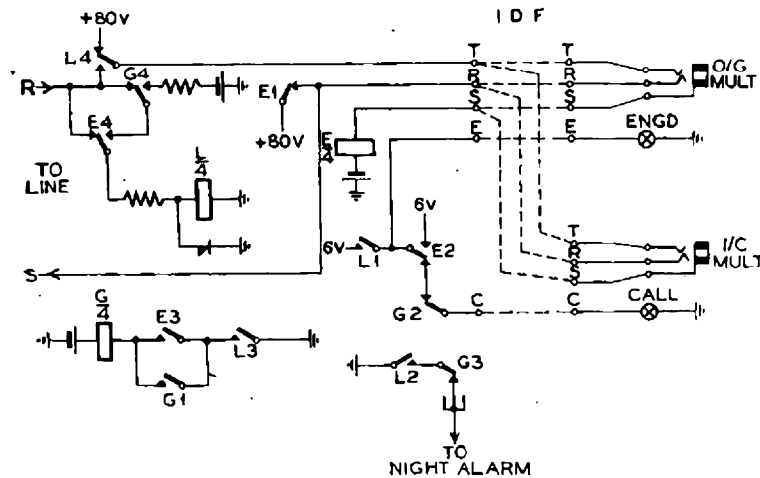 IDF
+80V
L4
R
G4
E4
TO
LINE
L
4
E1
+80V
E
4
T
R
S
E
T
R
S
E
O/G
MULT
ENGD
6V
6V
L1
E2
G2
C
T
R
S
C
I/C
MULT
CALL
S
G
4
E3
L3
G1
L2
G3
TO
NIGHT ALARM